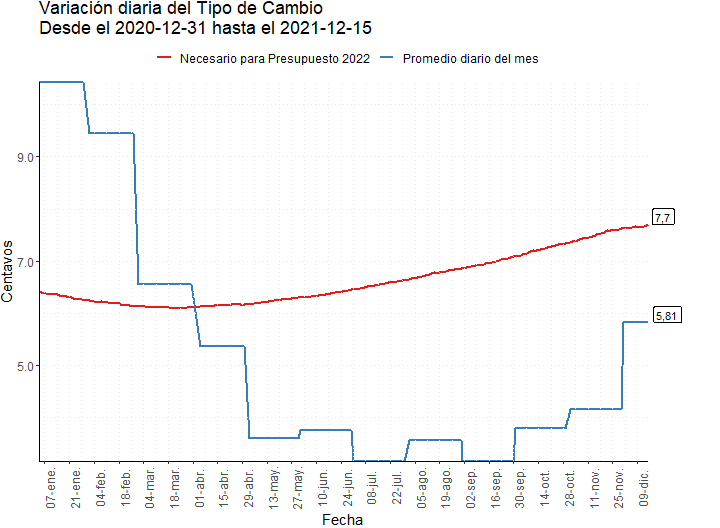 Variación diaria del Tipo de Cambio
Desde el 2020-12-31 hasta el 2021-12-15
Necesario para Presupuesto 2022 Promedio diario del mes
9.0
7.0
5.0
Centavos
7,7
5,81
07-ene. 21-ene. 04-feb. 18-feb. 04-mar. 18-mar. 01-abr. 15-abr. 29-abr. 13-may. 27-may. 10-jun. 24-jun. 08-jul. 22-jul. 05-ago. 19-ago. 02-sep. 16-sep. 30-sep. 14-oct. 28-oct. 11-nov. 25-nov. 09-dic.
Fecha